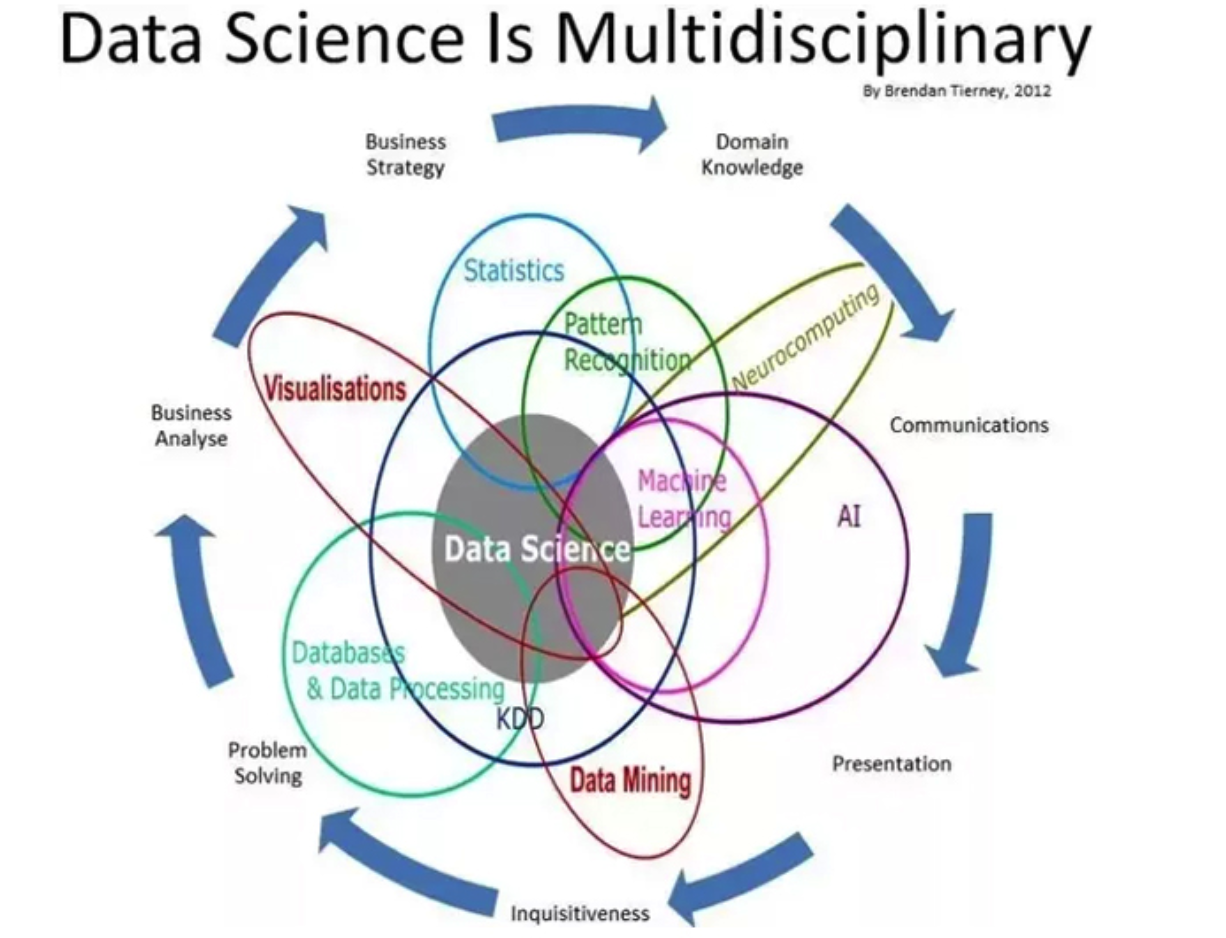 Data Science Is Multidisciplinary
By Brendan Tierney, 2012
Business
Strategy
Domain
Knowledge
Statistics
Pattern
Recognition
Neurocomputing
Visualisations
Business
Analyse
Communications
Machine
Learning
AI
Data Science
Databases
& Data Processing
KDD
Problem
Solving
Data Mining
Presentation
Inquisitiveness